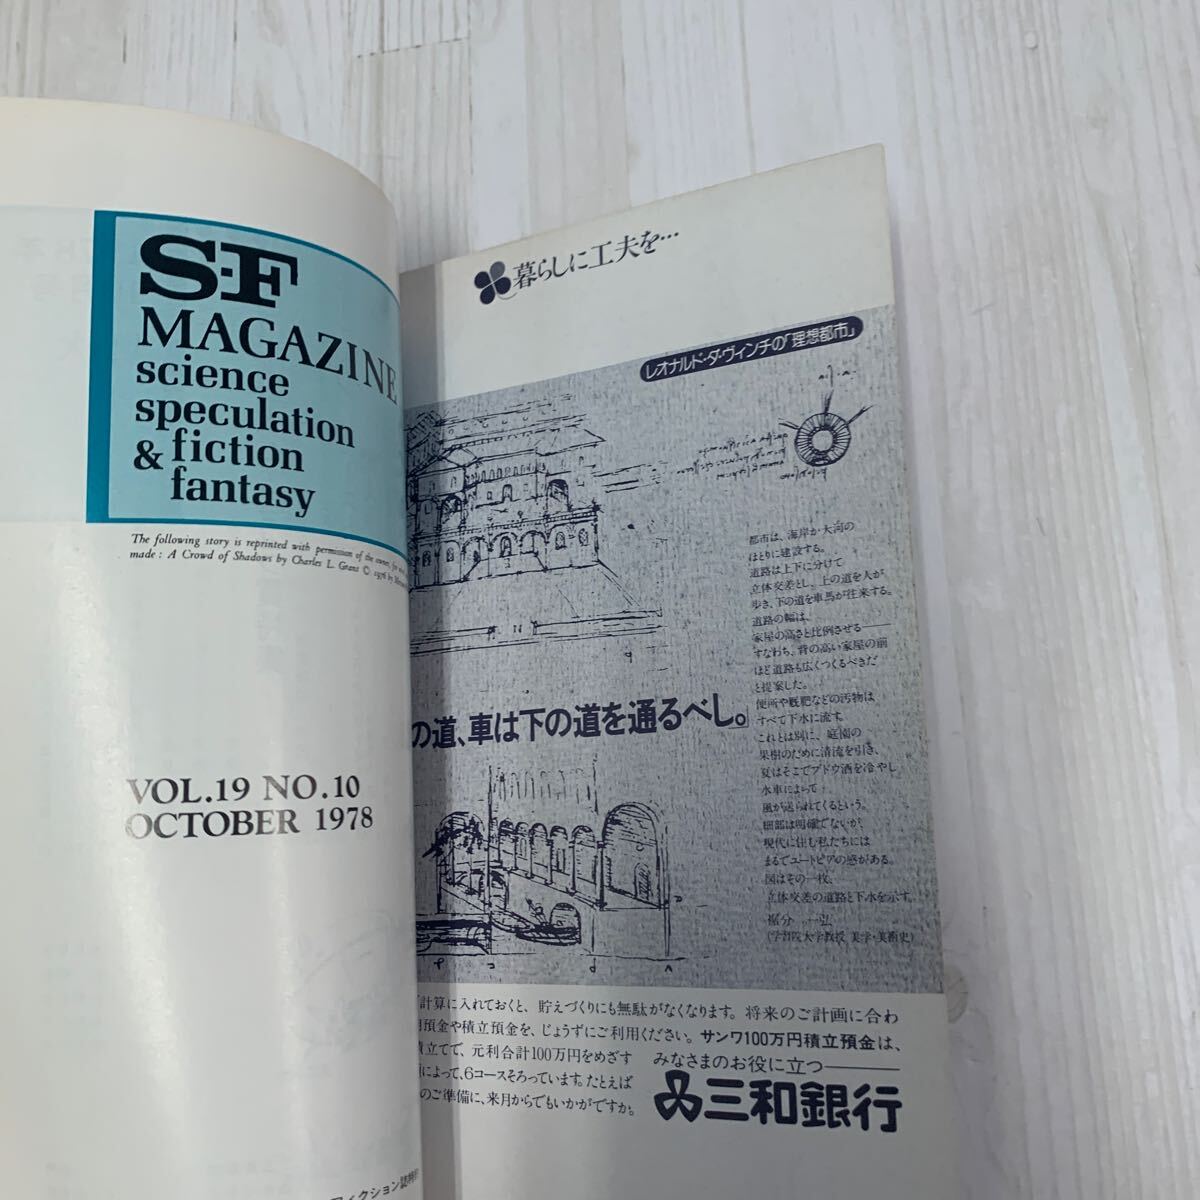 S-F
MAGAZINE
science
speculation
& fiction
fantasy
The following story is reprinted with permission of the owner, for
made : A Crowd of Shadows by Charles L. Grant © 1976 by
VOL.19 NO.10
OCTOBER 1978
クション誌特約
暮らしに工夫を…
レオナルド・ダ・ヴィンチの「理想都市」
都市は、海岸か大河の
ほとりに建設する。
道路は上下に分けて
立体交差とし、上の道を人が
歩き、下の道を車馬が往来する。
道路の幅は、
家屋の高さと比例させる――
すなわち、背の高い家屋の前
ほど道路も広くつくるべきだ
と提案した。
便所や厩肥などの汚物は
すべて下水に流す。
これとは別に、庭園の
果樹のために清流を引き、
夏はそこでブドウ酒を冷やし、
水車によって
風が送られてくるという。
細部は明確でないが、
現代に住む私たちには
まるでユートピアの感がある。
図はその一枚。
立体交差の道路と下水を示す。
裾分一弘
(学習院大学教授 美学・美術史)
の道、車は下の道を通るべし。」
計算に入れておくと、貯えづくりにも無駄がなくなります。将来のご計画に合わ
預金や積立預金を、じょうずにご利用ください。サンワ100万円積立預金は、
積立てで、元利合計100万円をめざす
によって、6コースそろっています。たとえば
のご準備に、来月からでもいかがですか。
みなさまのお役に立つ――
三和銀行